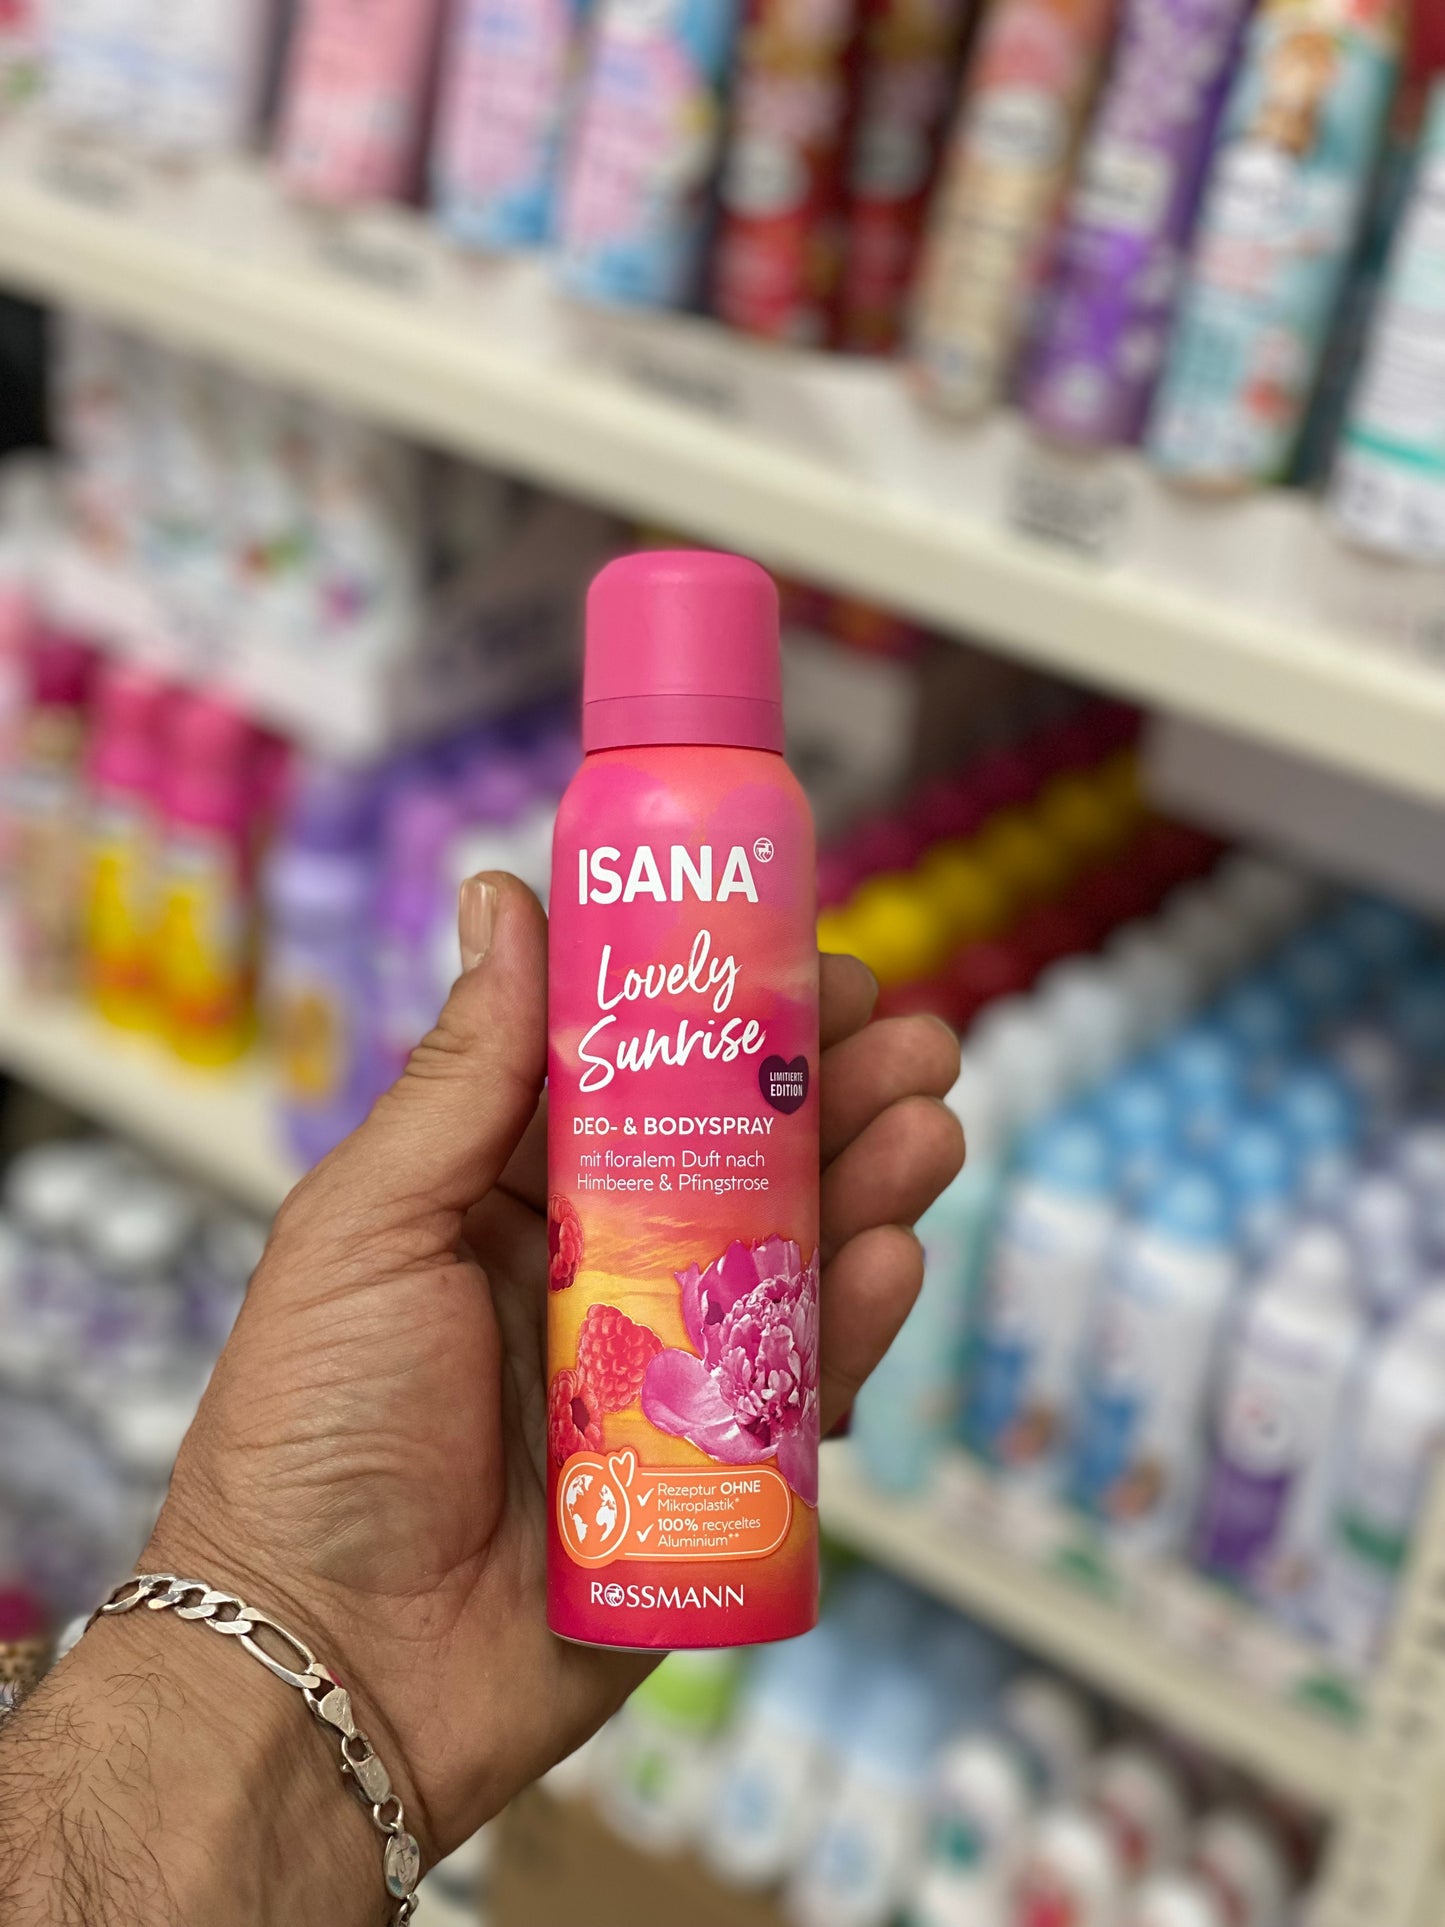 ISANA
Lovely
Sunrise
LIMITIERTE
EDITION
DEO- & BODYSPRAY
mit floralem Duft nach
Himbeere & Pfingstrose
Rezeptur OHNE
Mikroplastik*
100% recyceltes
Aluminium**
ROSSMANN